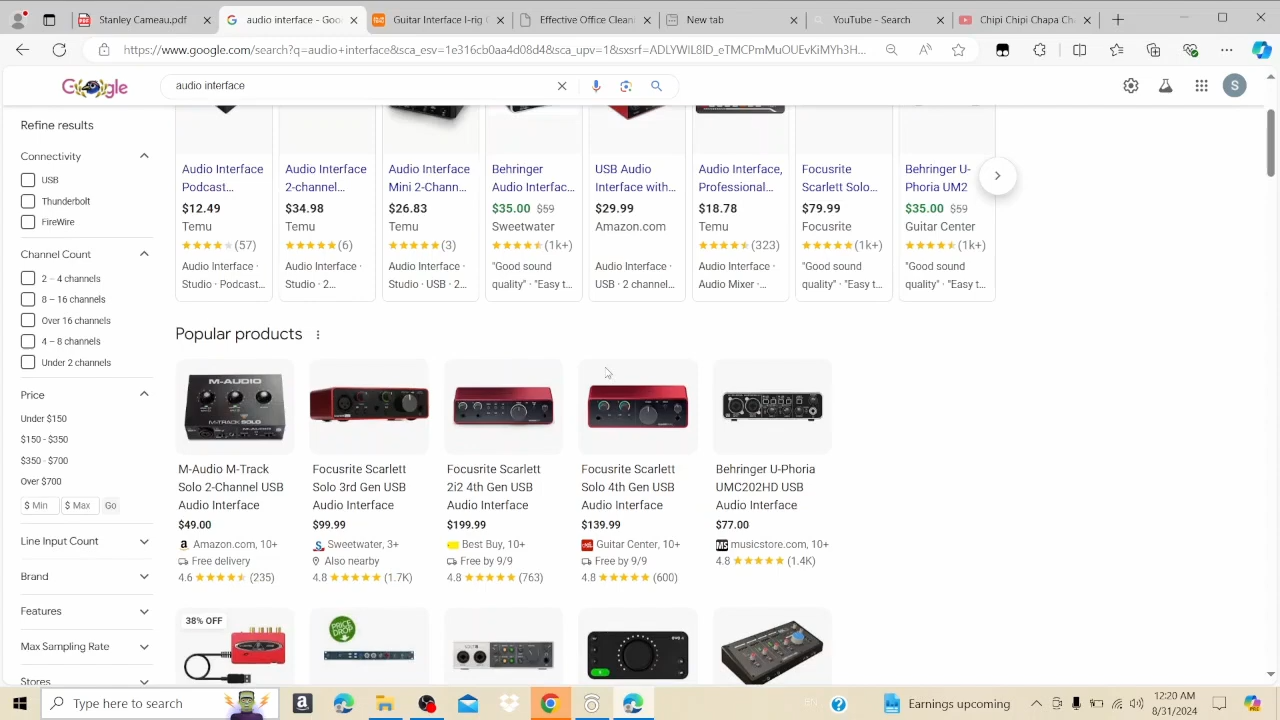 Storing Cameau
audio interface - Goo
Guitar Interface I-rig
Effective Office Cleani
New tab
YouTube - Search
Chipi Chipi Chapa Ch
https://www.google.com/search?q=audio+interface&sca_esv=1e316cb0aa4d08d4&sca_upv=1&sxsrf=ADLYWIL8ID_eTMCPmMuOUEvKiMYh3H...
Google
audio interface
S
Refine results
Connectivity
USB
Thunderbolt
FireWire
Channel Count
2 – 4 channels
8 – 16 channels
Over 16 channels
4 – 8 channels
Under 2 channels
Price
Under $150
$150 - $350
$350 - $700
Over $700
$ Min
$ Max
Go
Line Input Count
Brand
Features
Max Sampling Rate
Stores
Audio Interface
Podcast...
$12.49
Temu
(57)
Audio Interface ·
Studio · Podcast...
Audio Interface
2-channel...
$34.98
Temu
(6)
Audio Interface ·
Studio · 2...
Audio Interface
Mini 2-Chann...
$26.83
Temu
(3)
Audio Interface ·
Studio · USB · 2...
Behringer
Audio Interfac...
$35.00 $59
Sweetwater
(1k+)
"Good sound
quality" · "Easy t...
USB Audio
Interface with...
$29.99
Amazon.com
Audio Interface ·
USB · 2 channel...
Audio Interface,
Professional...
$18.78
Temu
(323)
Audio Interface ·
Audio Mixer ·...
Focusrite
Scarlett Solo...
$79.99
Focusrite
(1k+)
"Good sound
quality" · "Easy t...
Behringer U-
Phoria UM2
$35.00 $59
Guitar Center
(1k+)
"Good sound
quality" · "Easy t...
Popular products
M-AUDIO
M-TRACK SOLO
M-Audio M-Track
Solo 2-Channel USB
Audio Interface
$49.00
Amazon.com, 10+
Free delivery
4.6 (235)
Focusrite Scarlett
Solo 3rd Gen USB
Audio Interface
$99.99
Sweetwater, 3+
Also nearby
4.8 (1.7K)
Focusrite Scarlett
2i2 4th Gen USB
Audio Interface
$199.99
Best Buy, 10+
Free by 9/9
4.8 (763)
Focusrite Scarlett
Solo 4th Gen USB
Audio Interface
$139.99
Guitar Center, 10+
Free by 9/9
4.8 (600)
Behringer U-Phoria
UMC202HD USB
Audio Interface
$77.00
musicstore.com, 10+
4.8 (1.4K)
38% OFF
PRICE
DROP
Type here to search
Earnings upcoming
12:20 AM
8/31/2024